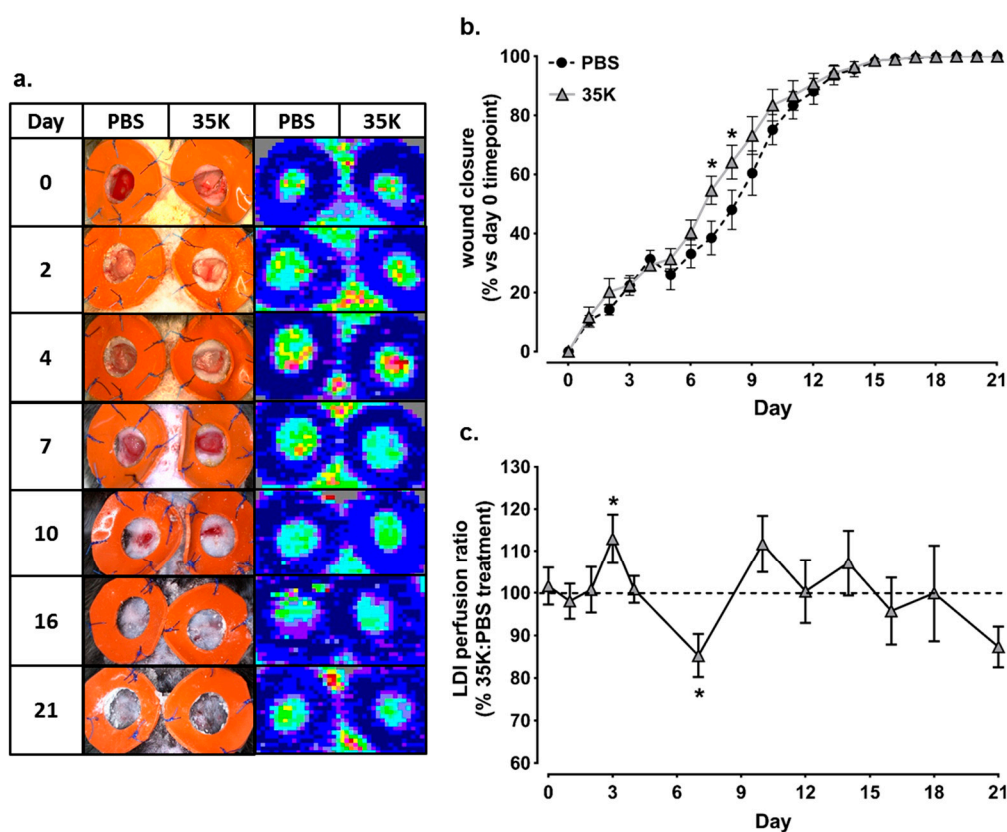 a.
Day PBS 35K PBS 35K
0
2
4
7
10
16
21
b.
PBS
35K
wound closure
(% vs day 0 timepoint)
100
80
60
40
20
0
* *
0 3 6 9 12 15 18 21
Day
c.
LDI perfusion ratio
(% 35K:PBS treatment)
130
120
110
100
90
80
70
60
*
*
0 3 6 9 12 15 18 21
Day